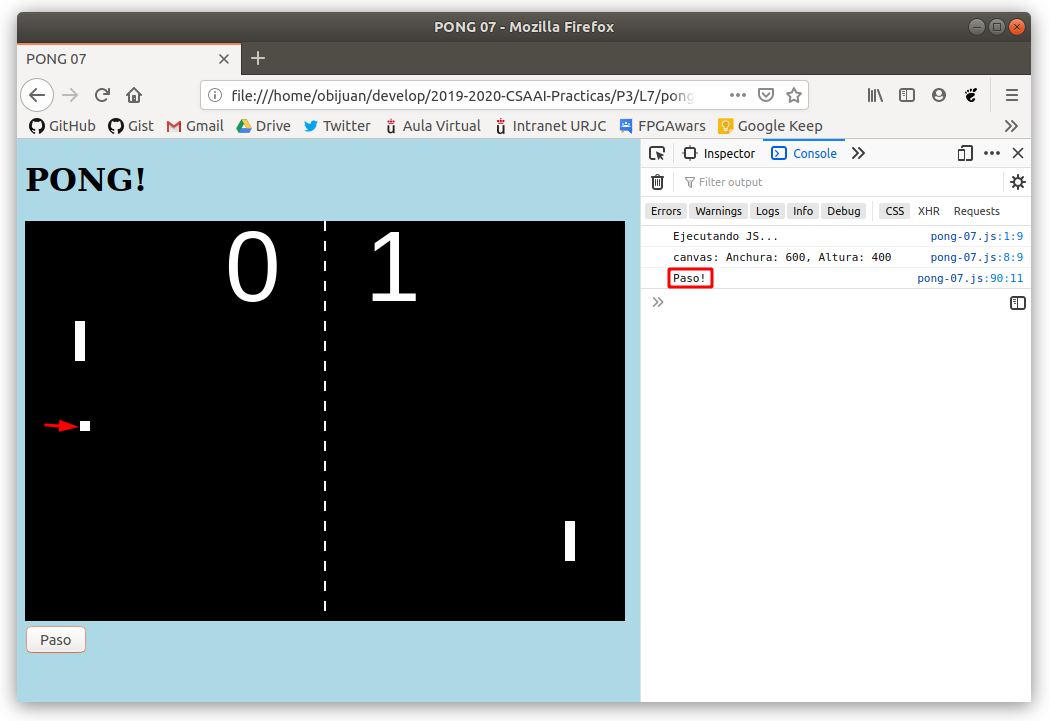 PONG 07 - Mozilla Firefox
PONG 07
file:///home/obijuan/develop/2019-2020-CSAAI-Practicas/P3/L7/pong
GitHub Gist Gmail Drive Twitter Aula Virtual Intranet URJC FPGAwars Google Keep
PONG!
0 1
Paso
Inspector Console
Filter output
Errors Warnings Logs Info Debug CSS XHR Requests
Ejecutando JS... pong-07.js:1:9
canvas: Anchura: 600, Altura: 400 pong-07.js:8:9
Paso! pong-07.js:90:11